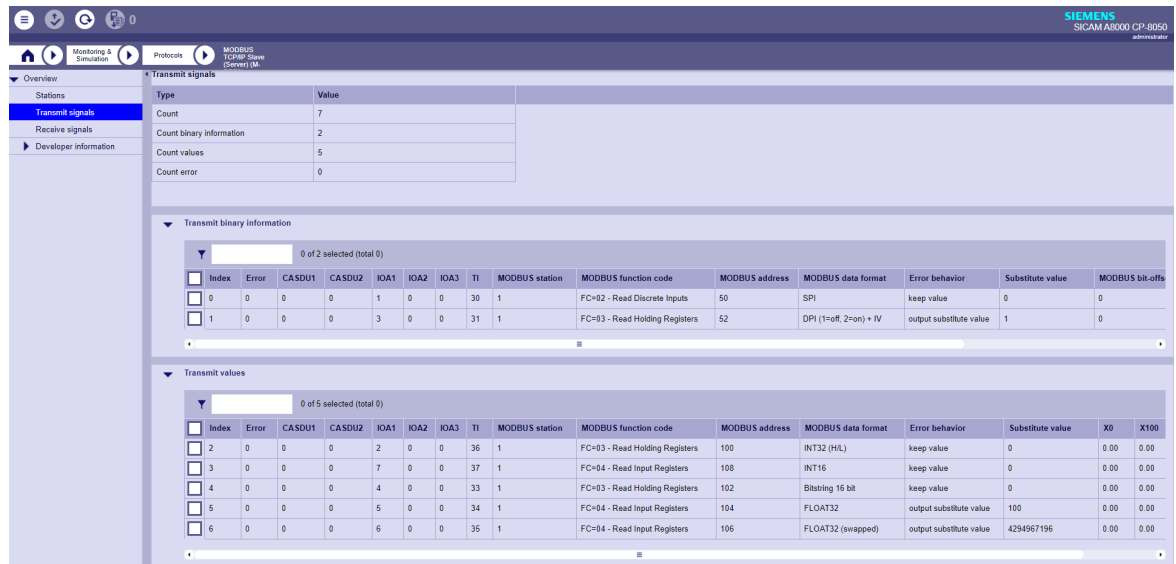 0
SIEMENS
SICAM A8000 CP-8050
administrator
Monitoring &
Simulation
Protocols
MODBUS
TCP/IP Slave
(Server) (M-
Overview
Stations
Transmit signals
Receive signals
Developer information
Transmit signals
Type Value
Count 7
Count binary information 2
Count values 5
Count error 0
Transmit binary information
0 of 2 selected (total 0)
Index Error CASDU1 CASDU2 IOA1 IOA2 IOA3 TI MODBUS station MODBUS function code MODBUS address MODBUS data format Error behavior Substitute value MODBUS bit-offs
0 0 0 0 1 0 0 30 1 FC=02 - Read Discrete Inputs 50 SPI keep value 0 0
1 0 0 0 3 0 0 31 1 FC=03 - Read Holding Registers 52 DPI (1=off, 2=on) + IV output substitute value 1 0
Transmit values
0 of 5 selected (total 0)
Index Error CASDU1 CASDU2 IOA1 IOA2 IOA3 TI MODBUS station MODBUS function code MODBUS address MODBUS data format Error behavior Substitute value X0 X100
2 0 0 0 2 0 0 36 1 FC=03 - Read Holding Registers 100 INT32 (H/L) keep value 0 0.00 0.00
3 0 0 0 7 0 0 37 1 FC=04 - Read Input Registers 108 INT16 keep value 0 0.00 0.00
4 0 0 0 4 0 0 33 1 FC=03 - Read Holding Registers 102 Bitstring 16 bit keep value 0 0.00 0.00
5 0 0 0 5 0 0 34 1 FC=04 - Read Input Registers 104 FLOAT32 output substitute value 100 0.00 0.00
6 0 0 0 6 0 0 35 1 FC=04 - Read Input Registers 106 FLOAT32 (swapped) output substitute value 4294967196 0.00 0.00